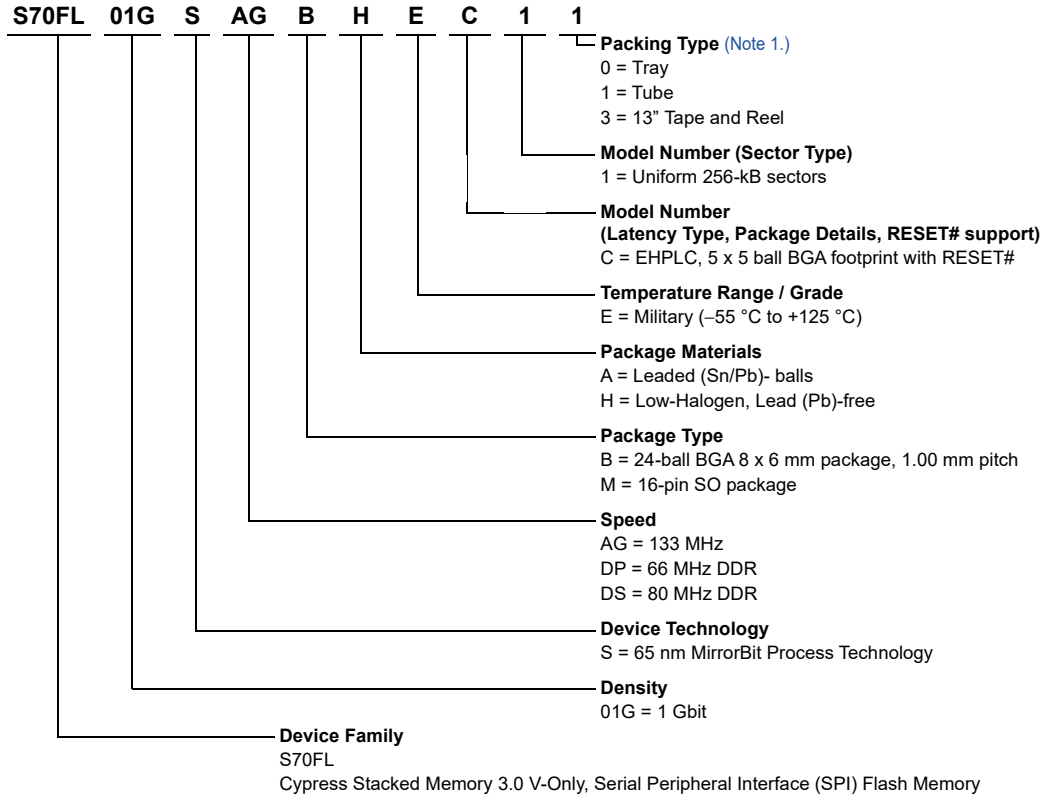 S70FL 01G S AG B H E C 1 1
Packing Type (Note 1.)
0 = Tray
1 = Tube
3 = 13” Tape and Reel
Model Number (Sector Type)
1 = Uniform 256-kB sectors
Model Number
(Latency Type, Package Details, RESET# support)
C = EHPLC, 5 x 5 ball BGA footprint with RESET#
Temperature Range / Grade
E = Military (–55 °C to +125 °C)
Package Materials
A = Leaded (Sn/Pb)- balls
H = Low-Halogen, Lead (Pb)-free
Package Type
B = 24-ball BGA 8 x 6 mm package, 1.00 mm pitch
M = 16-pin SO package
Speed
AG = 133 MHz
DP = 66 MHz DDR
DS = 80 MHz DDR
Device Technology
S = 65 nm MirrorBit Process Technology
Density
01G = 1 Gbit
Device Family
S70FL
Cypress Stacked Memory 3.0 V-Only, Serial Peripheral Interface (SPI) Flash Memory